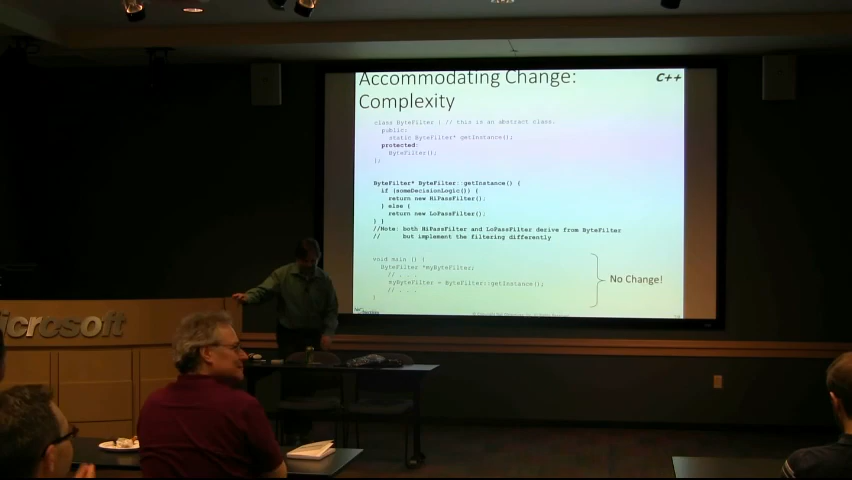 Accommodating Change:
C++
Complexity
class ByteFilter { // this is an abstract class.
public:
static ByteFilter* getInstance();
protected:
ByteFilter();
};
ByteFilter* ByteFilter::getInstance() {
if (someDecisionLogic()) {
return new HiPassFilter();
} else {
return new LoPassFilter();
} }
//Note: both HiPassFilter and LoPassFilter derive from ByteFilter
// but implement the filtering differently
void main () {
ByteFilter *myByteFilter;
// . . .
myByteFilter = ByteFilter::getInstance();
// . . .
}
No Change!
icrosoft